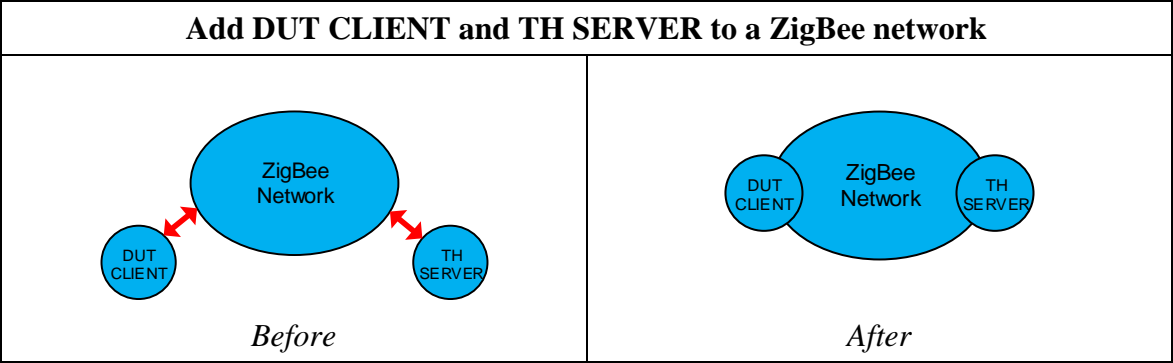 Add DUT CLIENT and TH SERVER to a ZigBee network
ZigBee
Network
DUT
CLIENT
TH
SERVER
Before
ZigBee
Network
DUT
CLIENT
TH
SERVER
After